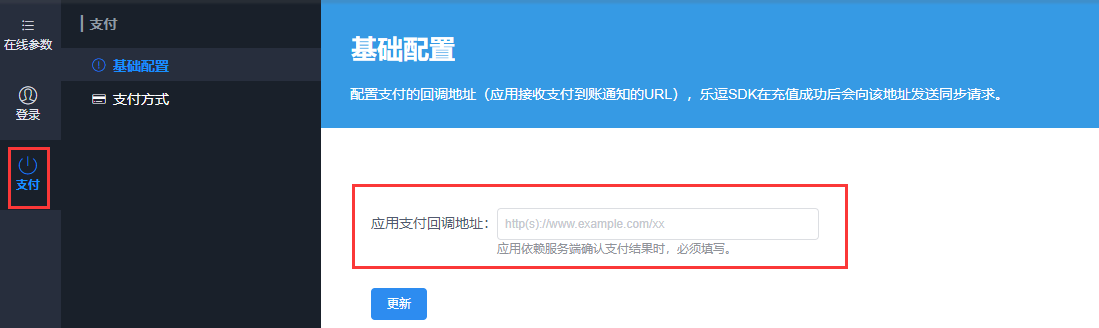 在线参数
登录
支付
支付
基础配置
支付方式
基础配置
配置支付的回调地址（应用接收支付到账通知的URL），乐逗SDK在充值成功后会向该地址发送同步请求。
应用支付回调地址： http(s)://www.example.com/xx
应用依赖服务端确认支付结果时，必须填写。
更新